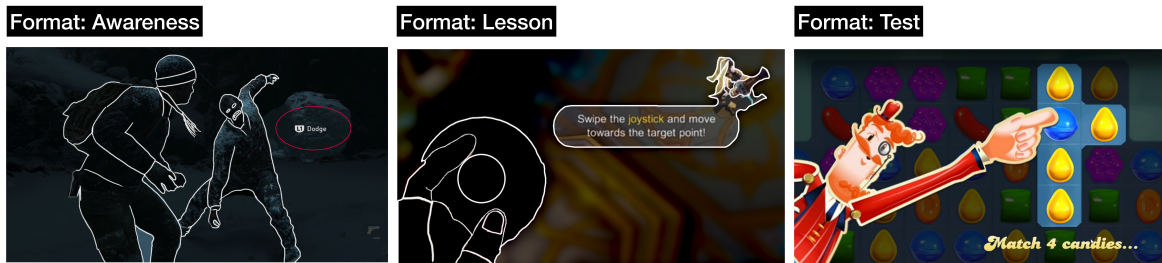 Format: Awareness
Format: Lesson
Format: Test
L1 Dodge
Swipe the joystick and move
towards the target point!
Match 4 candies...